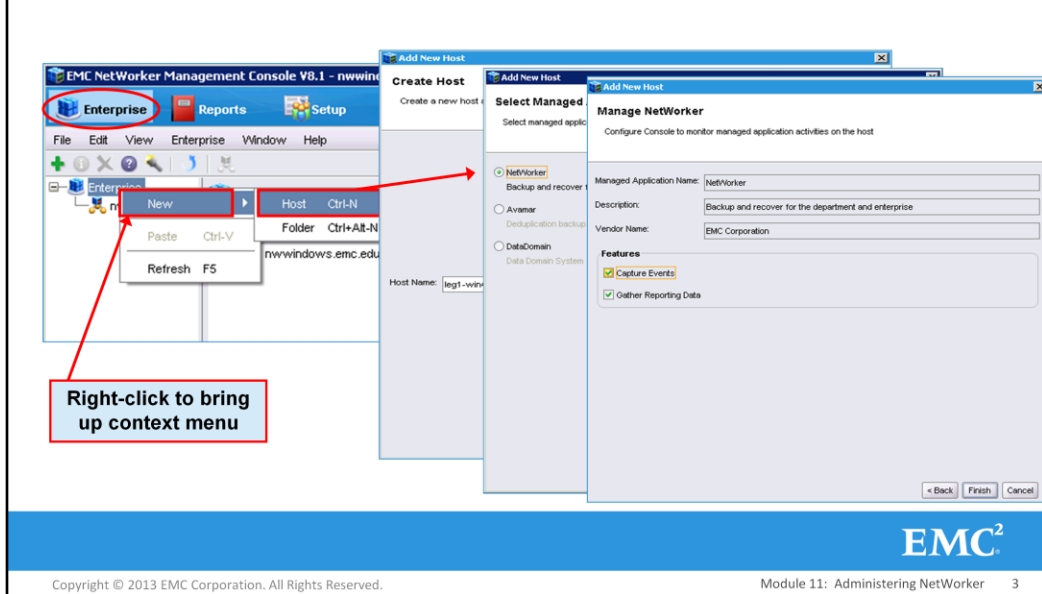 EMC NetWorker Management Console V8.1 - nwwind
Enterprise Reports Setup
File Edit View Enterprise Window Help
Enterprise
n
New
Paste Ctrl-V
Refresh F5
Host Ctrl-N
Folder Ctrl+Alt-N
nwwindows.emc.edu
Right-click to bring
up context menu
Add New Host
Create Host
Create a new host
Host Name: leg1-win
Add New Host
Select Managed
Select managed applic
NetWorker
Backup and recover
Avamar
Deduplication backup
DataDomain
Data Domain System
Add New Host
Manage NetWorker
Configure Console to monitor managed application activities on the host
Managed Application Name: NetWorker
Description: Backup and recover for the department and enterprise
Vendor Name: EMC Corporation
Features
Capture Events
Gather Reporting Data
< Back Finish Cancel
EMC²
Copyright © 2013 EMC Corporation. All Rights Reserved.
Module 11: Administering NetWorker 3